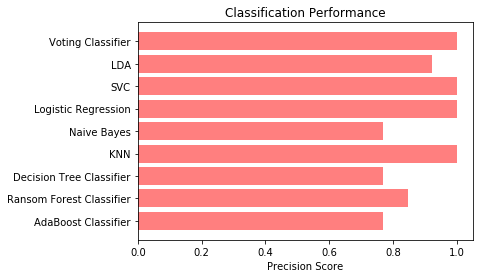 Classification Performance
Voting Classifier
LDA
SVC
Logistic Regression
Naive Bayes
KNN
Decision Tree Classifier
Ransom Forest Classifier
AdaBoost Classifier
0.0 0.2 0.4 0.6 0.8 1.0
Precision Score